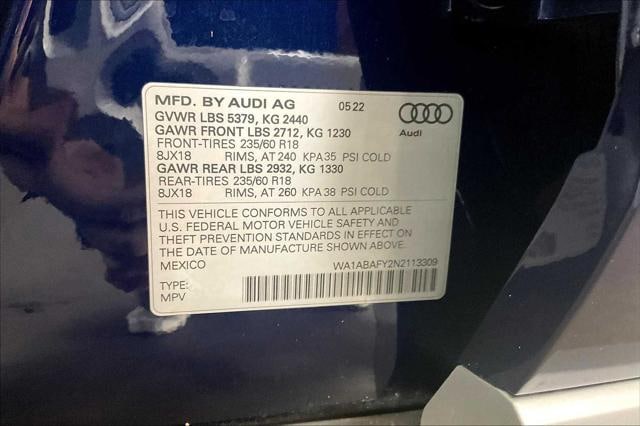 MFD. BY AUDI AG 05 22
GVWR LBS 5379, KG 2440
GAWR FRONT LBS 2712, KG 1230
Audi
FRONT-TIRES 235/60 R18
8JX18 RIMS, AT 240 KPA 35 PSI COLD
GAWR REAR LBS 2932, KG 1330
REAR-TIRES 235/60 R18
8JX18 RIMS, AT 260 KPA 38 PSI COLD
THIS VEHICLE CONFORMS TO ALL APPLICABLE
U.S. FEDERAL MOTOR VEHICLE SAFETY AND
THEFT PREVENTION STANDARDS IN EFFECT ON
THE DATE OF MANUFACTURE SHOWN ABOVE.
MEXICO WA1ABAFY2N2113309
TYPE:
MPV